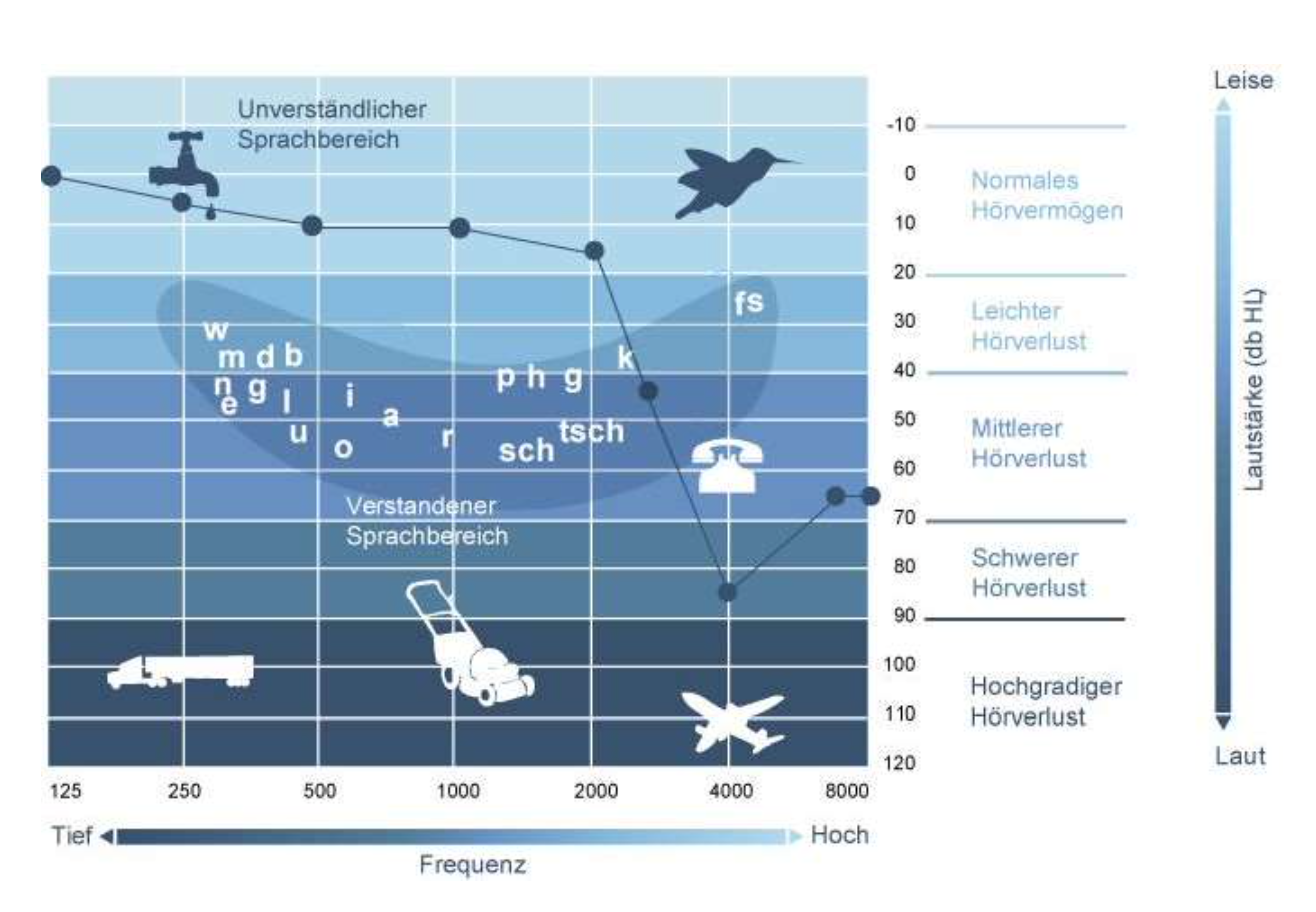 Leise
Unverständlicher
Sprachbereich
-10
0
Normales
Hörvermögen
10
20
fs
30
Leichter
Hörverlust
w
m d b
k
40
n g
e
l
i
p h g
a
50
Mittlerer
Hörverlust
u
o
r
sch
tsch
60
Verstandener
Sprachbereich
70
80
Schwerer
Hörverlust
90
100
Hochgradiger
Hörverlust
110
120
Laut
Lautstärke (db HL)
125 250 500 1000 2000 4000 8000
Tief Hoch
Frequenz